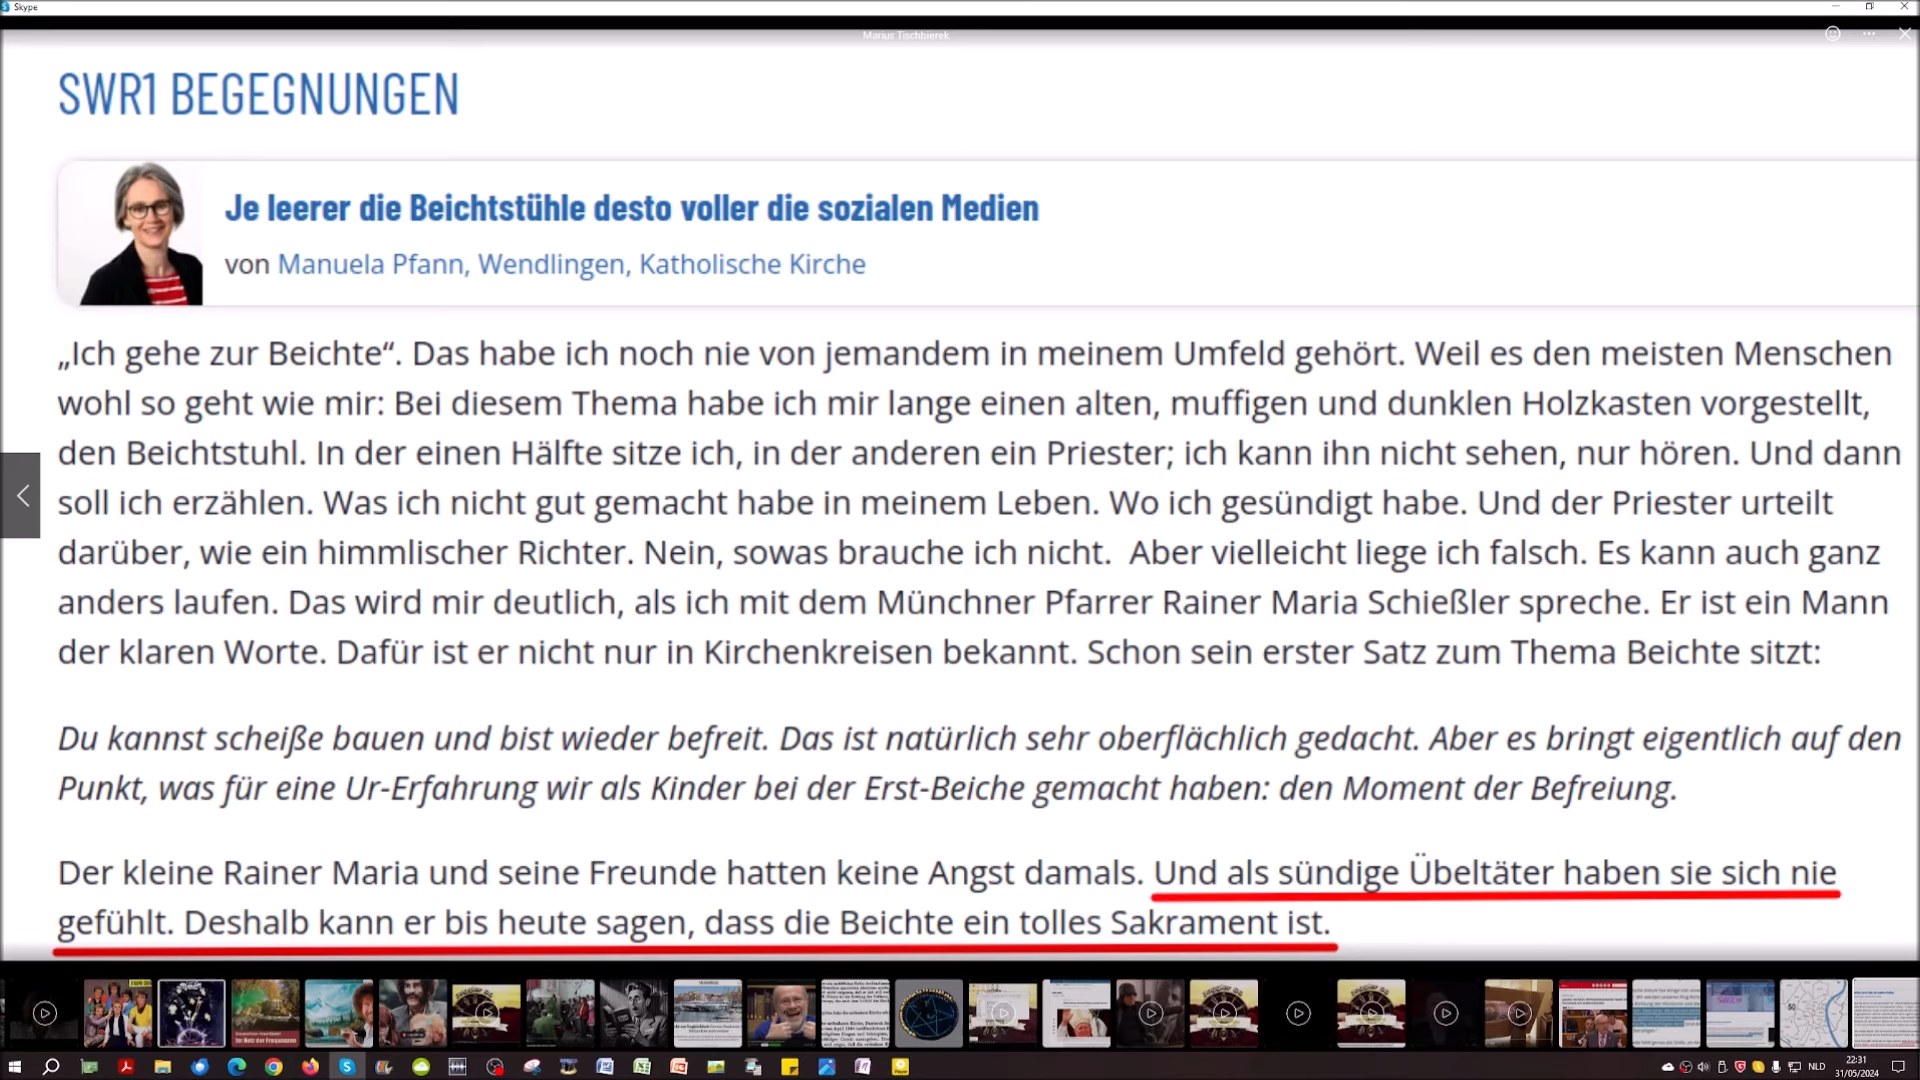 Skype
Marius Tischbierek
SWR1 BEGEGNUNGEN
Je leerer die Beichtstühle desto voller die sozialen Medien
von Manuela Pfann, Wendlingen, Katholische Kirche
„Ich gehe zur Beichte“. Das habe ich noch nie von jemandem in meinem Umfeld gehört. Weil es den meisten Menschen
wohl so geht wie mir: Bei diesem Thema habe ich mir lange einen alten, muffigen und dunklen Holzkasten vorgestellt,
den Beichtstuhl. In der einen Hälfte sitze ich, in der anderen ein Priester; ich kann ihn nicht sehen, nur hören. Und dann
soll ich erzählen. Was ich nicht gut gemacht habe in meinem Leben. Wo ich gesündigt habe. Und der Priester urteilt
darüber, wie ein himmlischer Richter. Nein, sowas brauche ich nicht.  Aber vielleicht liege ich falsch. Es kann auch ganz
anders laufen. Das wird mir deutlich, als ich mit dem Münchner Pfarrer Rainer Maria Schießler spreche. Er ist ein Mann
der klaren Worte. Dafür ist er nicht nur in Kirchenkreisen bekannt. Schon sein erster Satz zum Thema Beichte sitzt:
Du kannst scheiße bauen und bist wieder befreit. Das ist natürlich sehr oberflächlich gedacht. Aber es bringt eigentlich auf den
Punkt, was für eine Ur-Erfahrung wir als Kinder bei der Erst-Beiche gemacht haben: den Moment der Befreiung.
Der kleine Rainer Maria und seine Freunde hatten keine Angst damals. Und als sündige Übeltäter haben sie sich nie
gefühlt. Deshalb kann er bis heute sagen, dass die Beichte ein tolles Sakrament ist.
NLD
22:31
31/05/2024